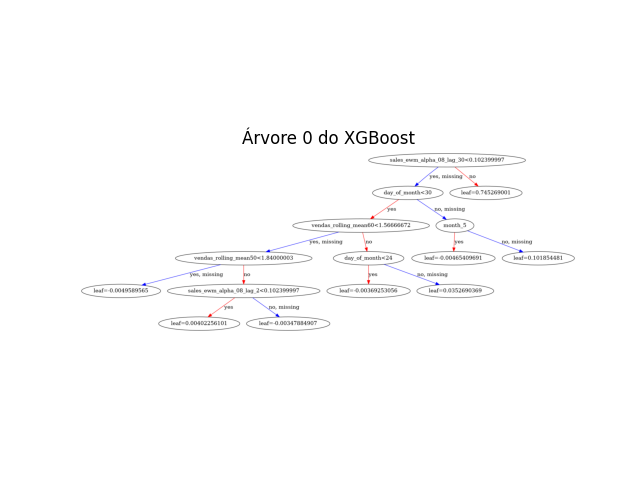 Árvore 0 do XGBoost
sales_ewm_alpha_08_lag_30<0.102399997
yes, missing
no
day_of_month<30
leaf=0.745269001
yes
no, missing
vendas_rolling_mean60<1.56666672
month_5
yes, missing
no
yes
no, missing
vendas_rolling_mean50<1.84000003
day_of_month<24
leaf=-0.00465409691
leaf=0.101854481
yes, missing
no
yes
no, missing
leaf=-0.0049589565
sales_ewm_alpha_08_lag_2<0.102399997
leaf=-0.00369253056
leaf=0.0352690369
yes
no, missing
leaf=0.00402256101
leaf=-0.00347884907